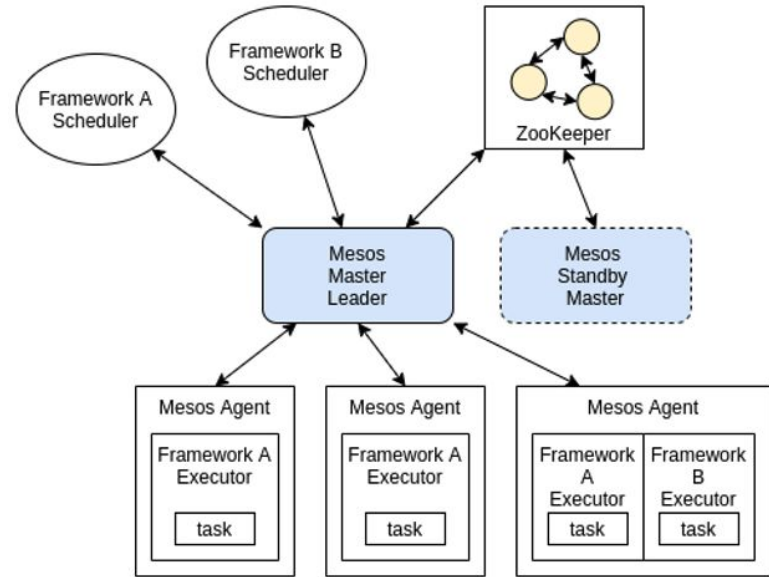 Framework A
Scheduler
Framework B
Scheduler
ZooKeeper
Mesos
Master
Leader
Mesos
Standby
Master
Mesos Agent
Framework A
Executor
task
Mesos Agent
Framework A
Executor
task
Mesos Agent
Framework
A
Executor
task
Framework
B
Executor
task